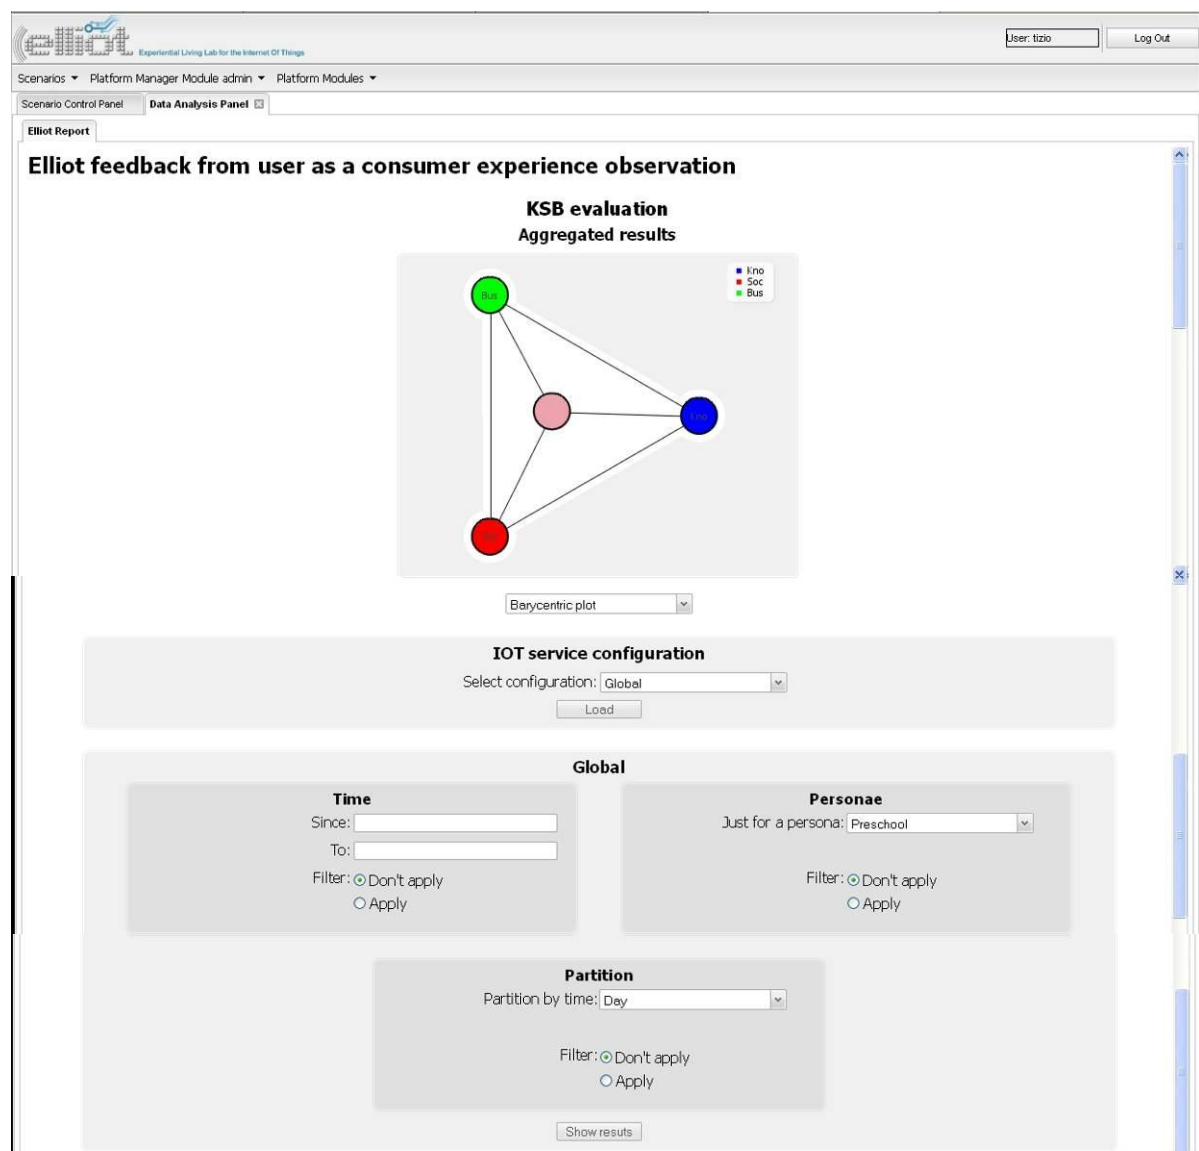 elliot Experiential Living Lab for the Internet Of Things
User: tizio
Log Out
Scenarios Platform Manager Module admin Platform Modules
Scenario Control Panel Data Analysis Panel
Elliot Report
Elliot feedback from user as a consumer experience observation
KSB evaluation
Aggregated results
Kno
Soc
Bus
Bus
Kno
Barycentric plot
IOT service configuration
Select configuration: Global
Load
Global
Time
Since:
To:
Filter: Don't apply
Apply
Personae
Just for a persona: Preschool
Filter: Don't apply
Apply
Partition
Partition by time: Day
Filter: Don't apply
Apply
Show resuts